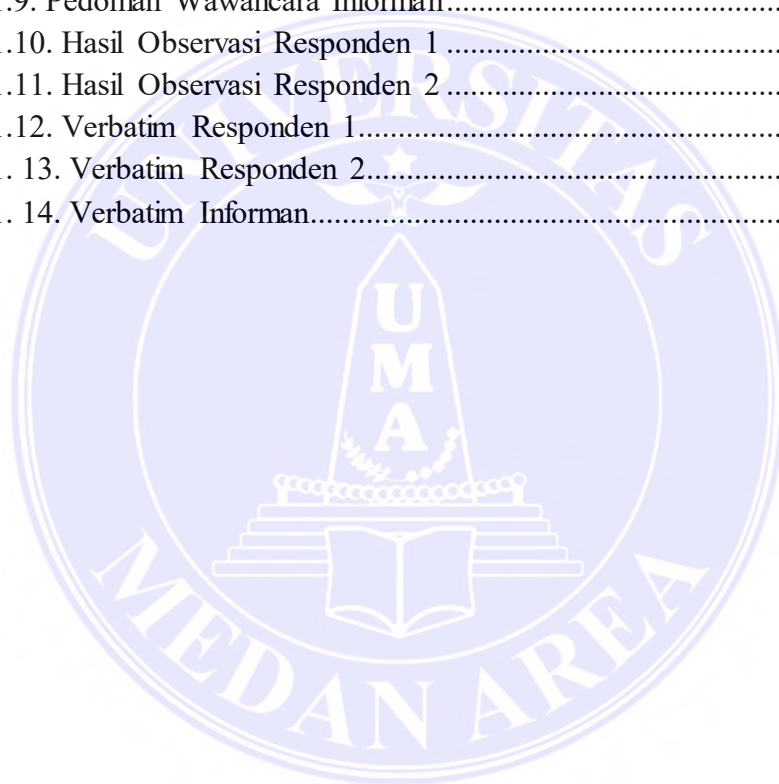 .9. Pedoman Wawancara Informan
.10. Hasil Observasi Responden 1
.11. Hasil Observasi Responden 2
.12. Verbatim Responden 1
. 13. Verbatim Responden 2
. 14. Verbatim Informan
UNIVERSITAS
U
M
A
MEDAN AREA